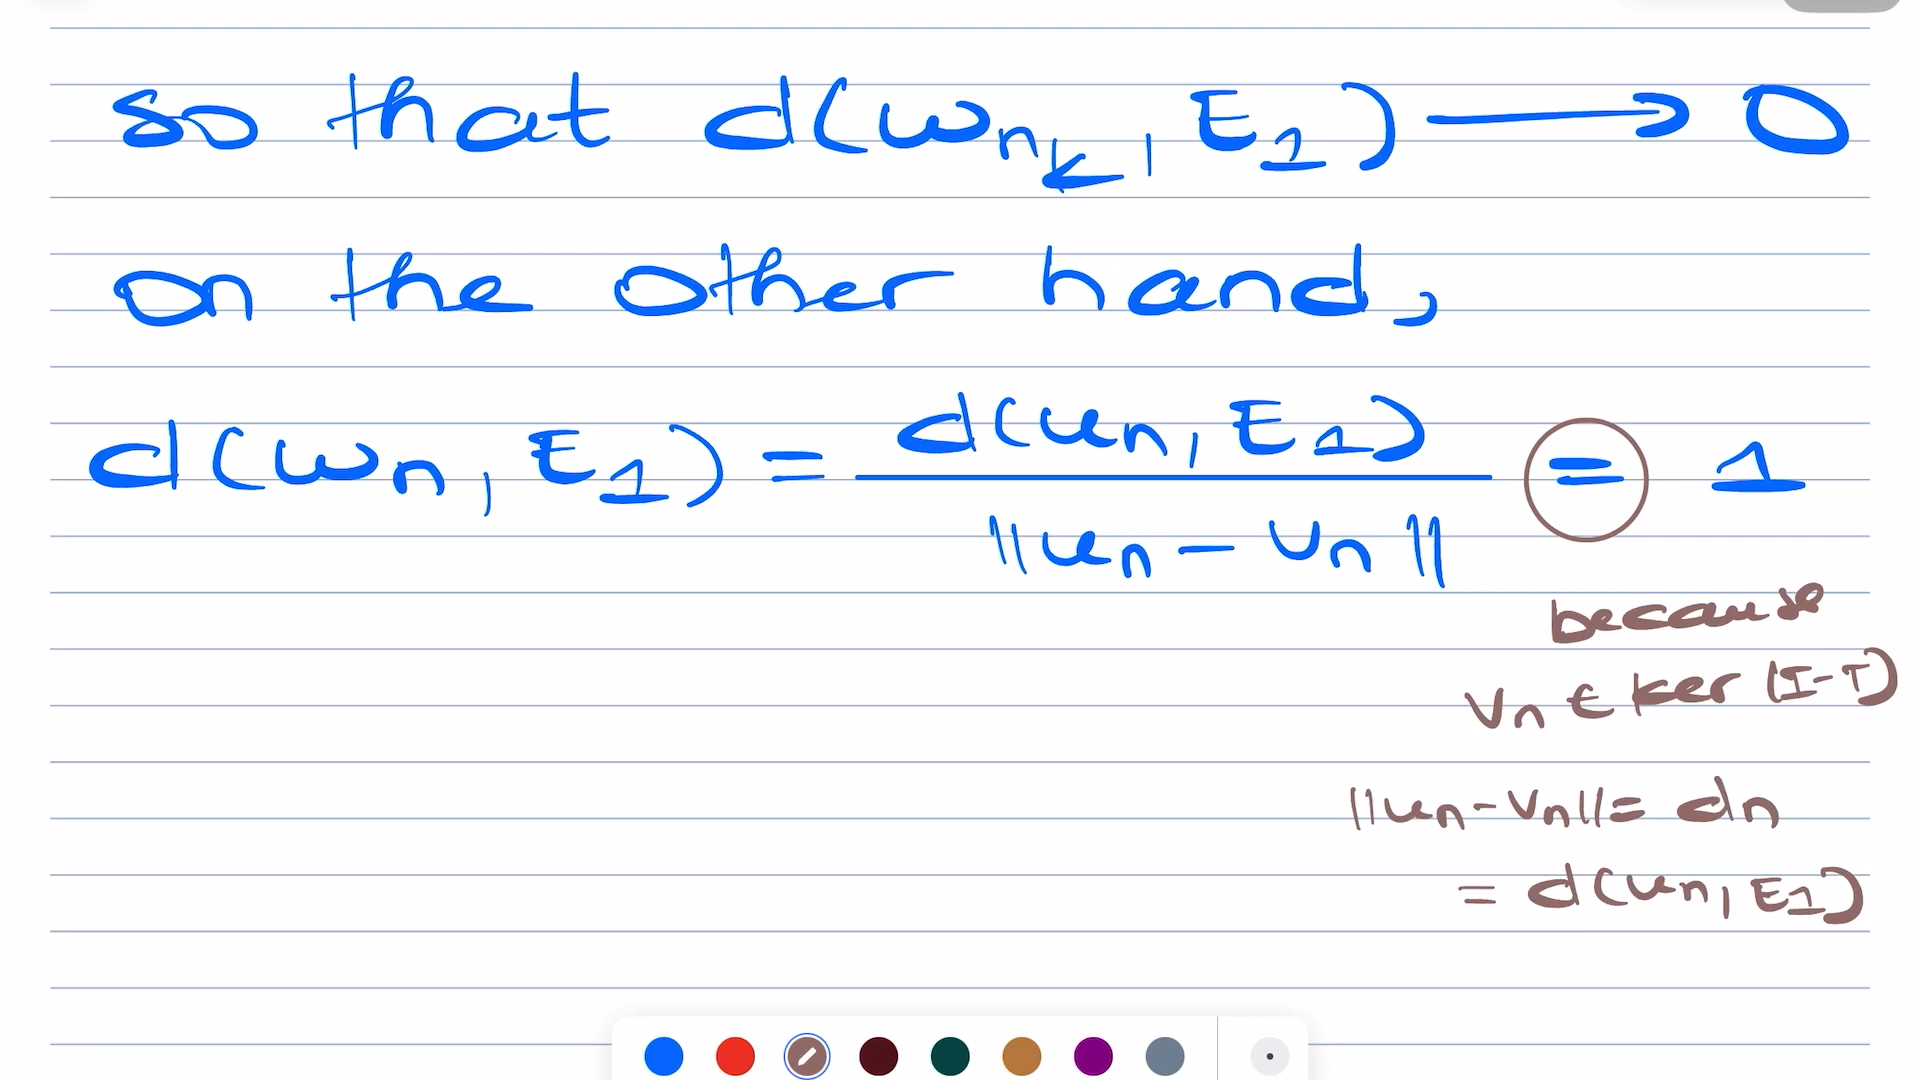 so that d(w_{n_k}, E_1) ⟶ 0
on the other hand,
d(w_n, E_1) = \frac{d(u_n, E_1)}{||u_n - v_n||} = 1
because
v_n ∈ ker (I-T)
||u_n - v_n|| = d_n
= d(u_n, E_1)